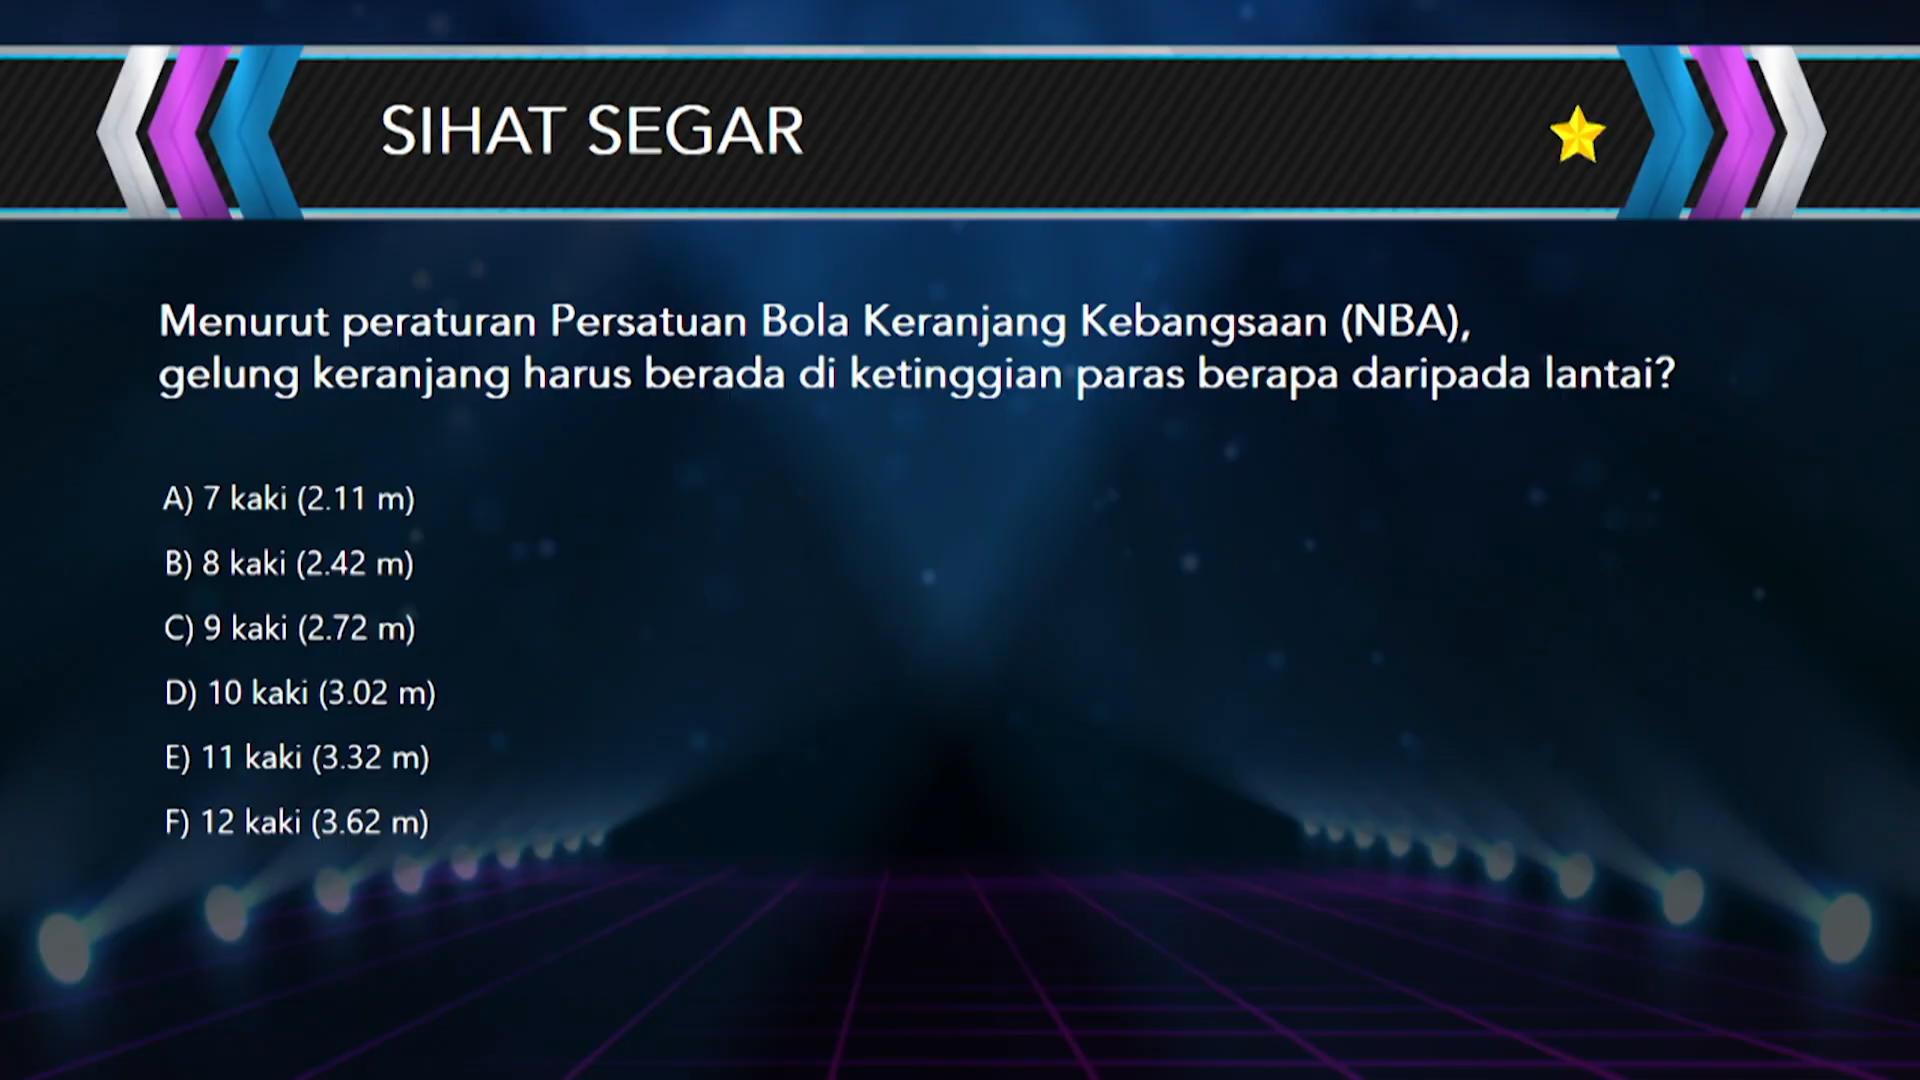 SIHAT SEGAR
Menurut peraturan Persatuan Bola Keranjang Kebangsaan (NBA),
gelung keranjang harus berada di ketinggian paras berapa daripada lantai?
A) 7 kaki (2.11 m)
B) 8 kaki (2.42 m)
C) 9 kaki (2.72 m)
D) 10 kaki (3.02 m)
E) 11 kaki (3.32 m)
F) 12 kaki (3.62 m)